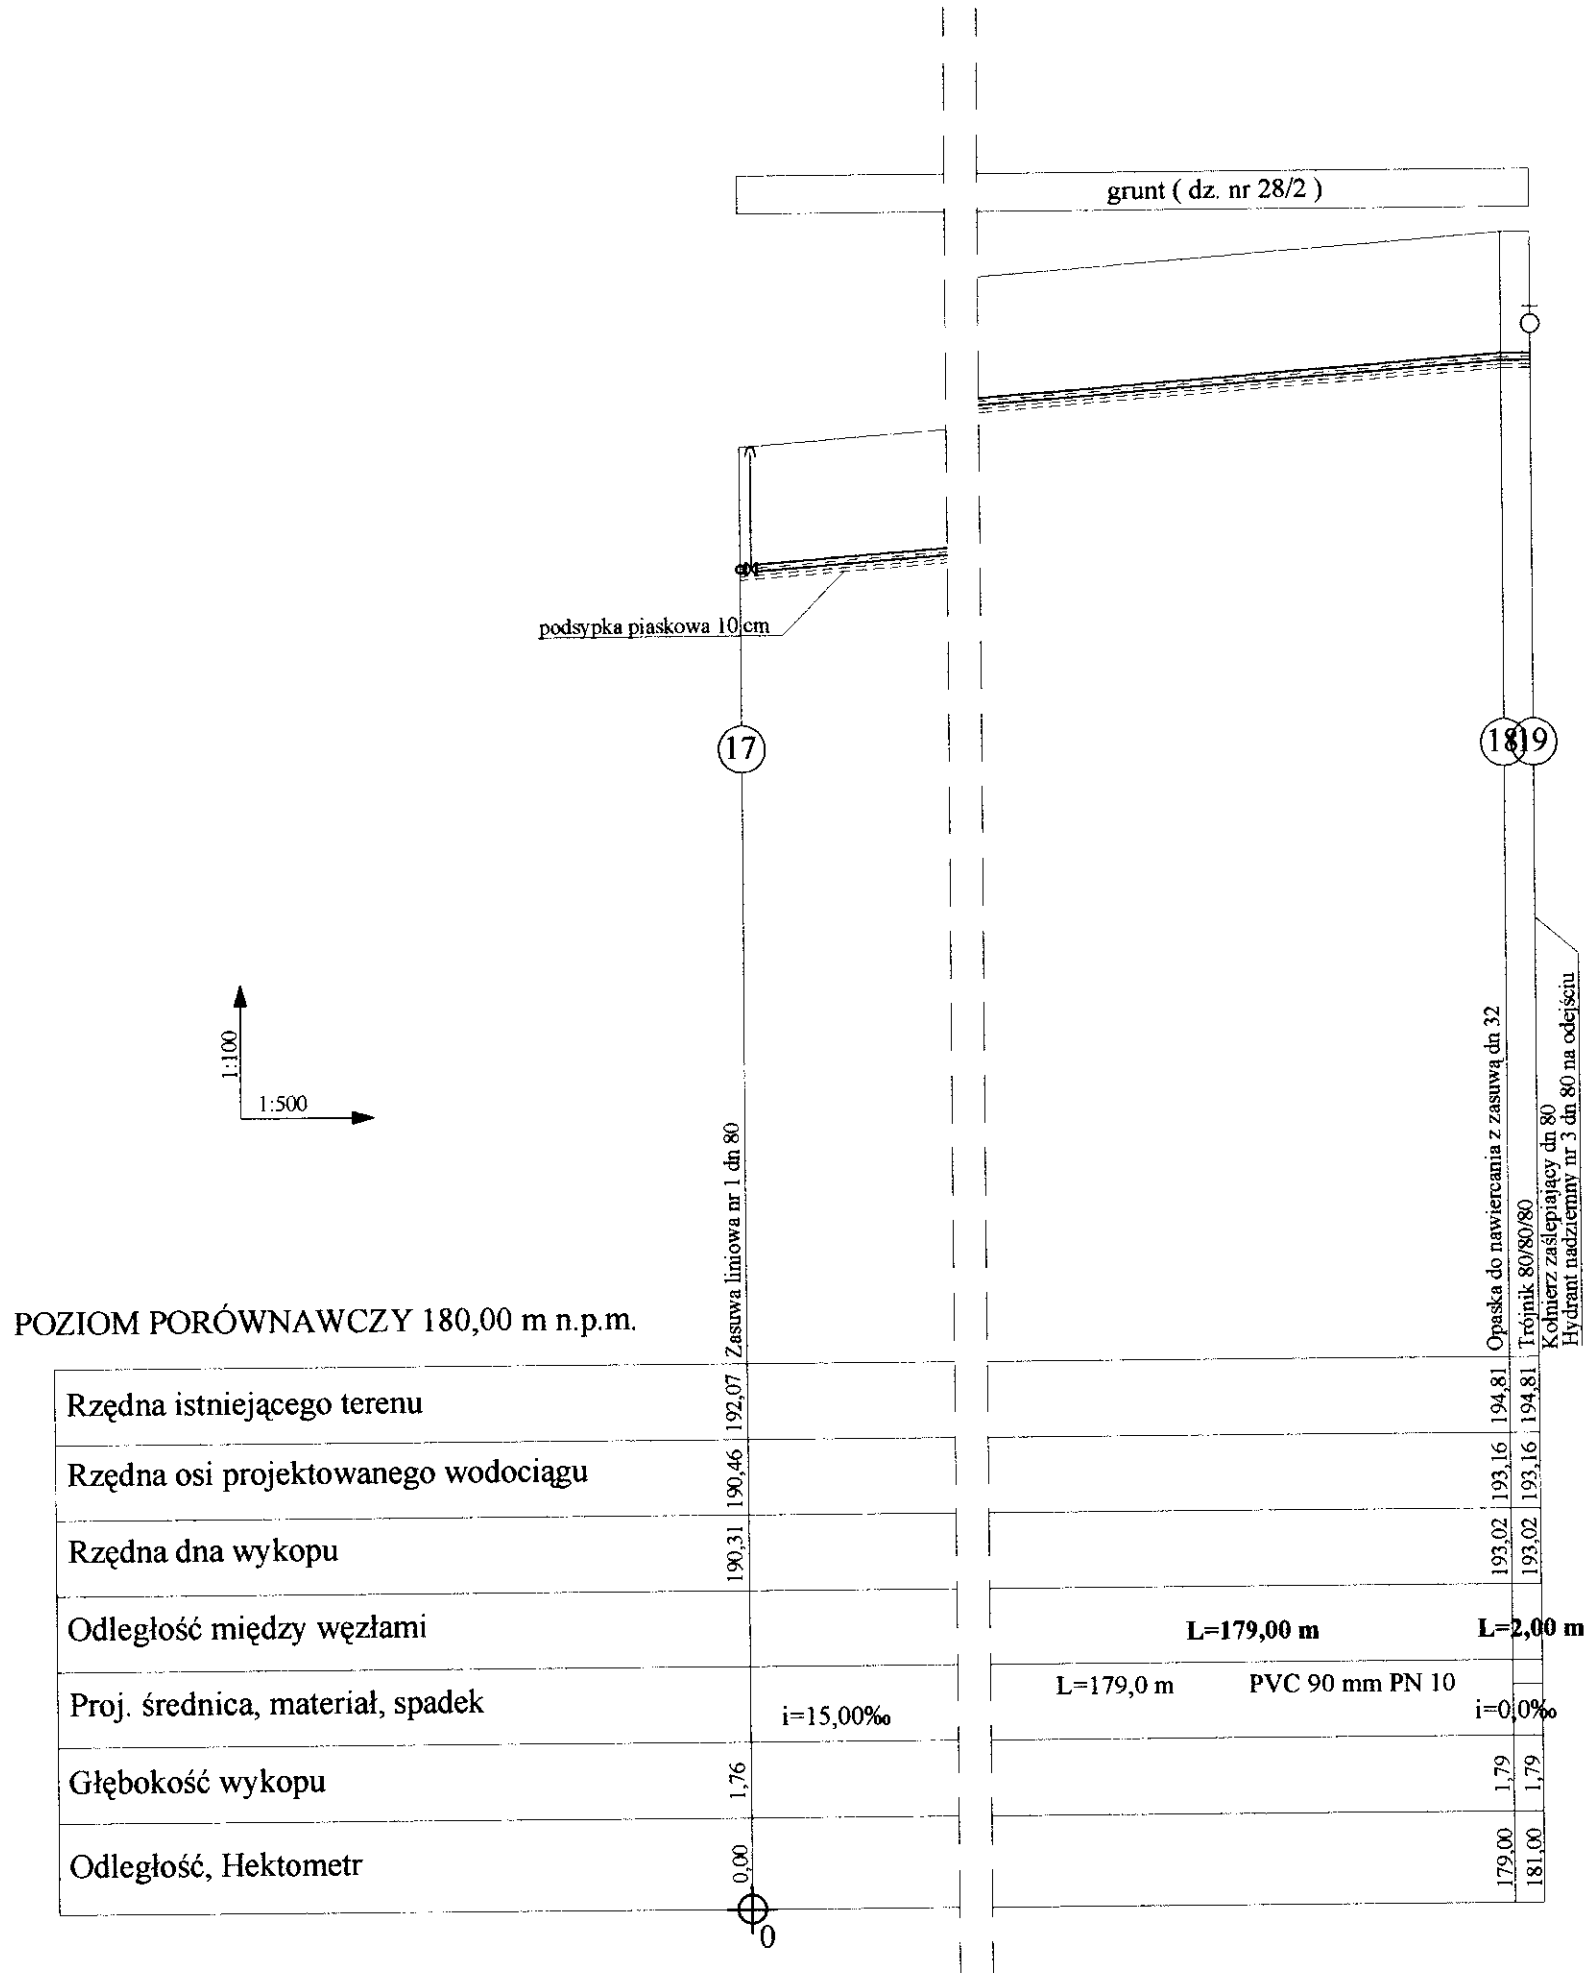 grunt ( dz. nr 28/2 )
podsypka piaskowa 10 cm
17
18
19
1:100
1:500
Zasuwa liniowa nr 1 dn 80
Opaska do nawiercania z zasuwą dn 32
Trójnik 80/80/80
Kołnierz zaślepiający dn 80
Hydrant nadziemny nr 3 dn 80 na odejściu
POZIOM PORÓWNAWCZY 180,00 m n.p.m.
Rzędna istniejącego terenu 192,07 194,81 194,81
Rzędna osi projektowanego wodociągu 190,46 193,16 193,16
Rzędna dna wykopu 190,31 193,02 193,02
Odległość między węzłami L=179,00 m L=2,00 m
Proj. średnica, materiał, spadek i=15,00‰ L=179,0 m PVC 90 mm PN 10 i=0,0‰
Głębokość wykopu 1,76 1,79 1,79
Odległość, Hektometr 0,00 179,00 181,00
0